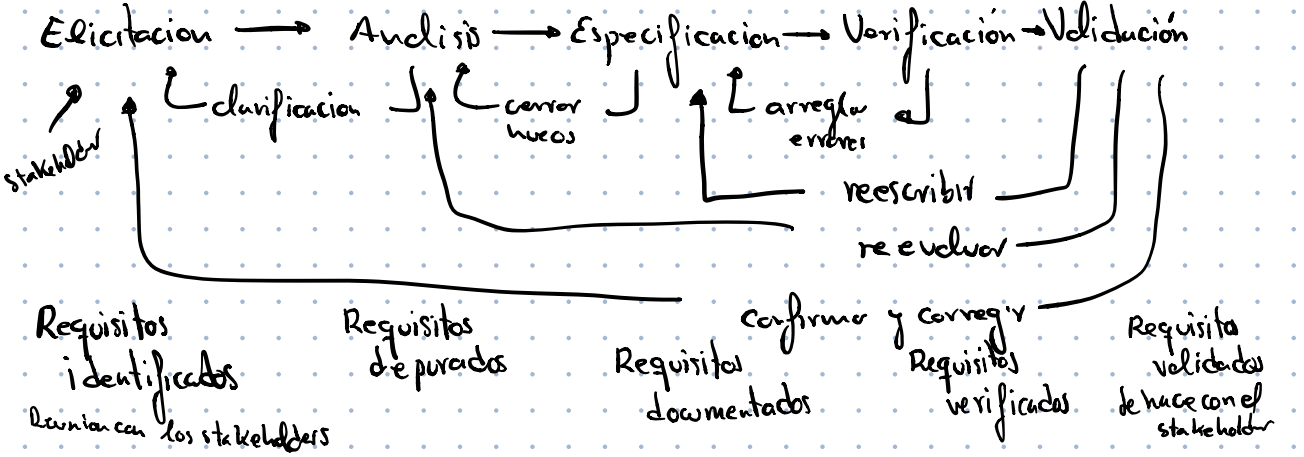 Elicitacion → Analisis → Especificacion → Verificación → Validación
clarificacion
cerrar
huecos
arreglar
errores
stakeholder
reescribir
reevaluar
confirmar y corregir
Requisitos
identificados
Reunion con los stakeholders
Requisitos
depurados
Requisitos
documentados
Requisitos
verificados
Requisito
validados
se hace con el
stakeholder